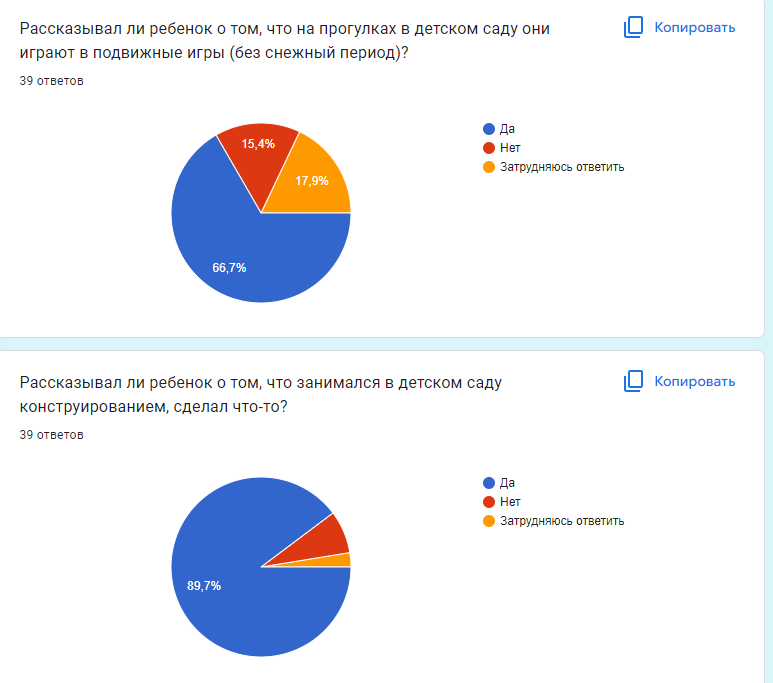 Рассказывал ли ребенок о том, что на прогулках в детском саду они
играют в подвижные игры (без снежный период)?
Копировать
39 ответов
Да
Нет
Затрудняюсь ответить
15,4%
17,9%
66,7%
Рассказывал ли ребенок о том, что занимался в детском саду
конструированием, сделал что-то?
Копировать
39 ответов
Да
Нет
Затрудняюсь ответить
89,7%